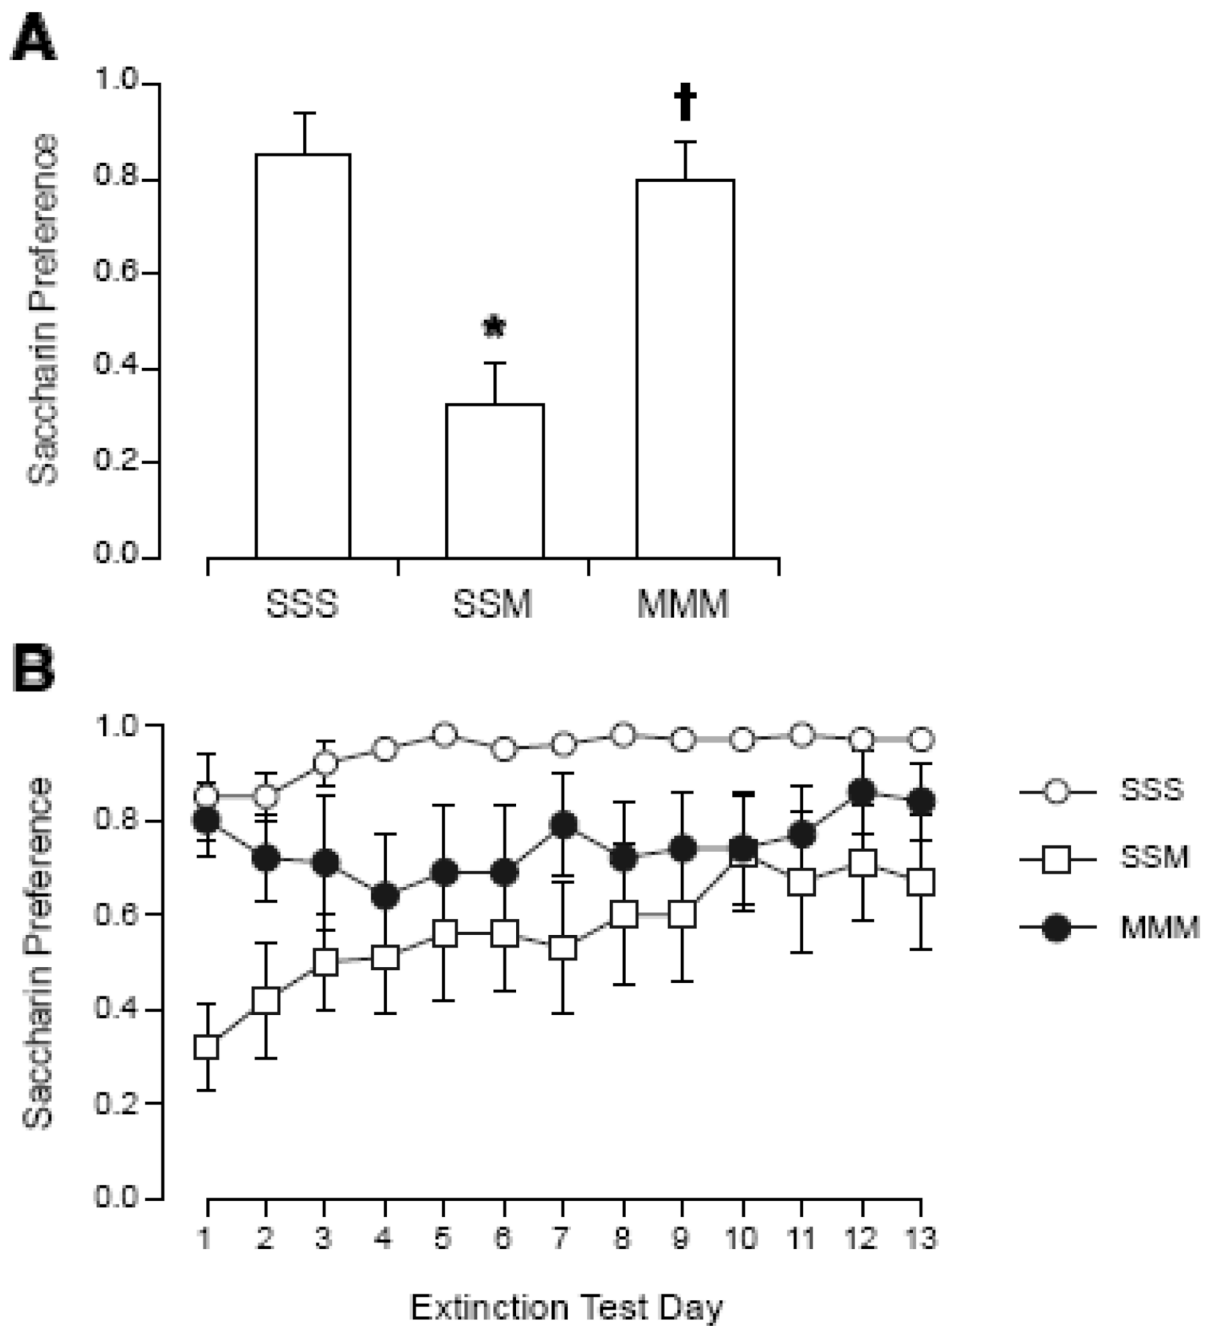 A
Saccharin Preference
1.0
0.8
0.6
0.4
0.2
0.0
†
*
SSS SSM MMM
B
Saccharin Preference
1.0
0.8
0.6
0.4
0.2
0.0
SSS
SSM
MMM
1 2 3 4 5 6 7 8 9 10 11 12 13
Extinction Test Day